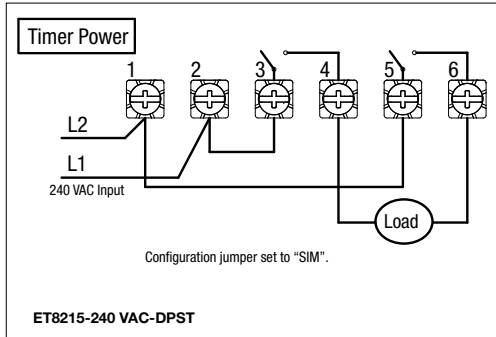 Timer Power
1 2 3 4 5 6
L2
L1
240 VAC Input
Load
Configuration jumper set to “SIM”.
ET8215-240 VAC-DPST